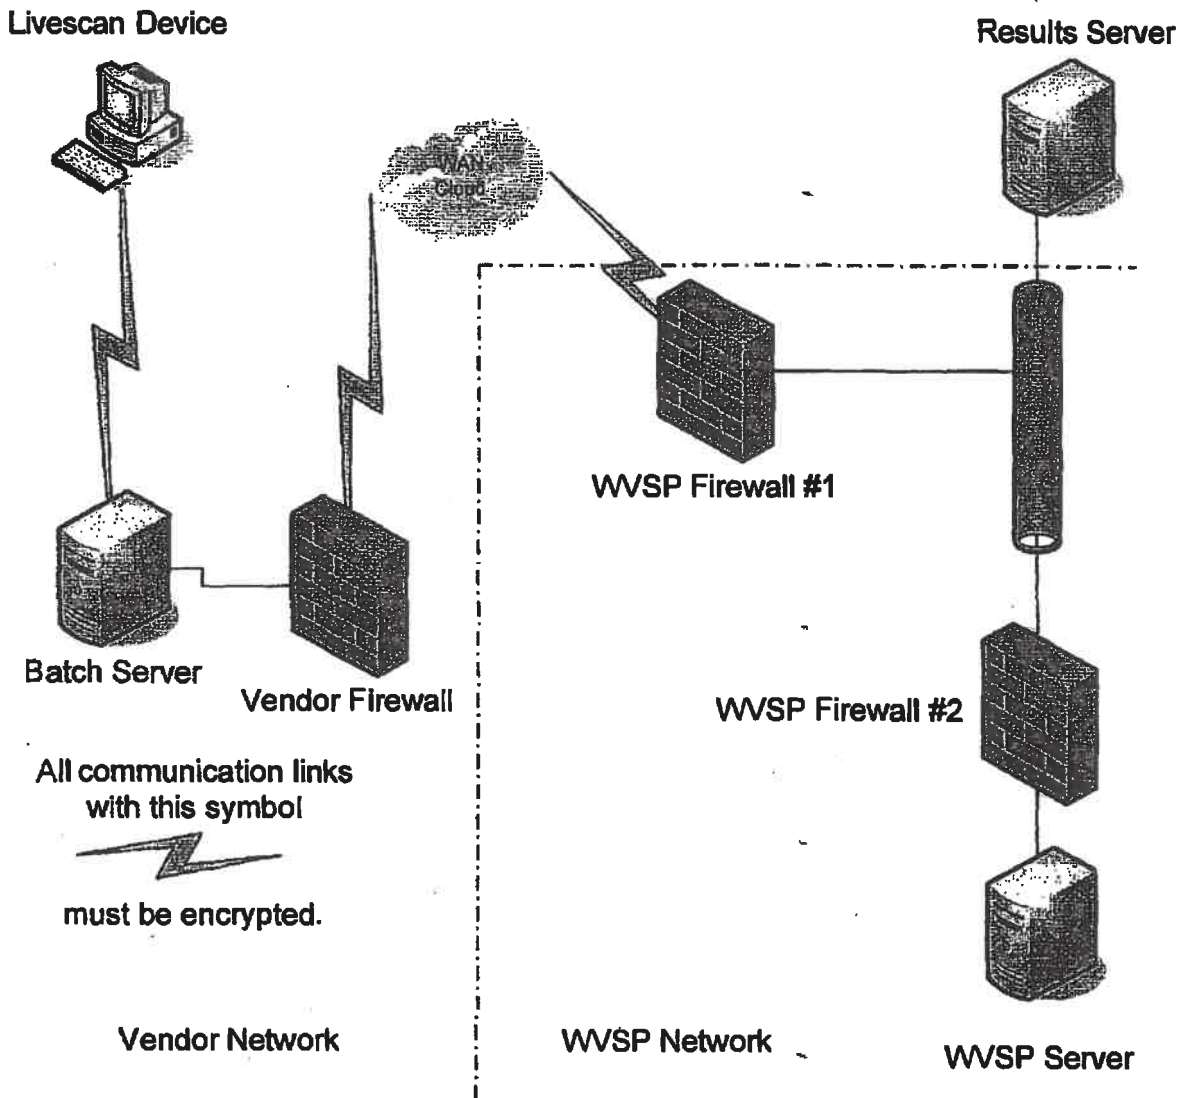 Livescan Device
Results Server
WAN
Cloud
WVSP Firewall #1
Batch Server
Vendor Firewall
WVSP Firewall #2
All communication links
with this symbol
must be encrypted.
Vendor Network
WVSP Network
WVSP Server